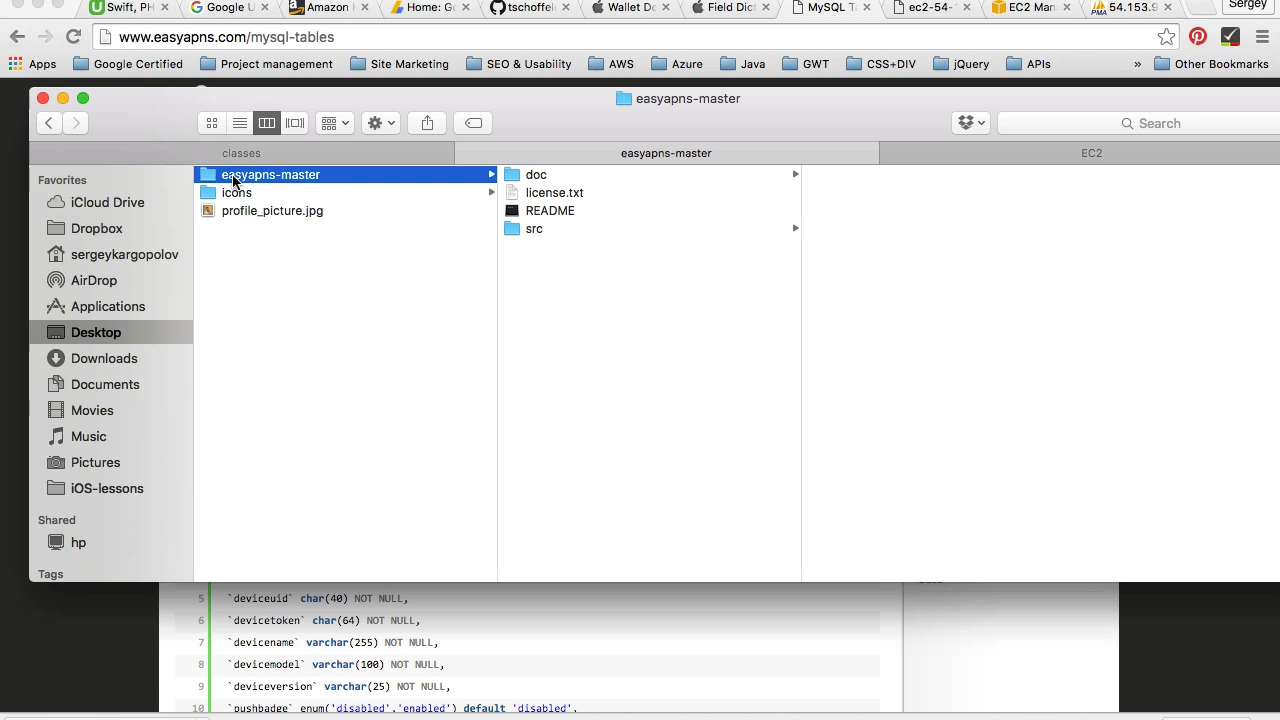 Swift, PH
Google U
Amazon
Home: Go
tschoffel
Wallet De
Field Dic
MySQL T
ec2-54-
EC2 Man
PMA
54.153.9
Sergey
www.easyapns.com/mysql-tables
Apps
Google Certified
Project management
Site Marketing
SEO & Usability
AWS
Azure
Java
GWT
CSS+DIV
jQuery
APIs
»
Other Bookmarks
easyapns-master
Search
classes
easyapns-master
EC2
Favorites
iCloud Drive
Dropbox
sergeykargopolov
AirDrop
Applications
Desktop
Downloads
Documents
Movies
Music
Pictures
iOS-lessons
Shared
hp
Tags
easyapns-master
icons
profile_picture.jpg
doc
license.txt
README
src
5 `deviceuid` char(40) NOT NULL,
6 `devicetoken` char(64) NOT NULL,
7 `devicename` varchar(255) NOT NULL,
8 `devicemodel` varchar(100) NOT NULL,
9 `deviceversion` varchar(25) NOT NULL,
10 `pushbadge` enum('disabled','enabled') default 'disabled',